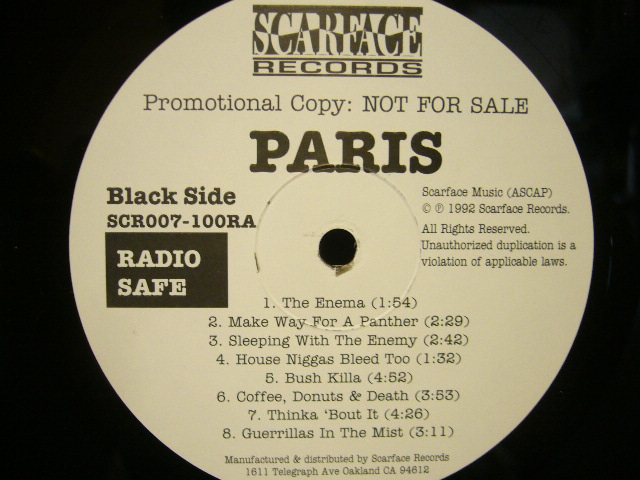 SCARFACE
RECORDS
Promotional Copy: NOT FOR SALE
PARIS
Black Side
SCR007-100RA
RADIO
SAFE
Scarface Music (ASCAP)
© ℗ 1992 Scarface Records.
All Rights Reserved.
Unauthorized duplication is a
violation of applicable laws.
1. The Enema (1:54)
2. Make Way For A Panther (2:29)
3. Sleeping With The Enemy (2:42)
4. House Niggas Bleed Too (1:32)
5. Bush Killa (4:52)
6. Coffee, Donuts & Death (3:53)
7. Thinka ‘Bout It (4:26)
8. Guerrillas In The Mist (3:11)
Manufactured & distributed by Scarface Records
1611 Telegraph Ave Oakland CA 94612